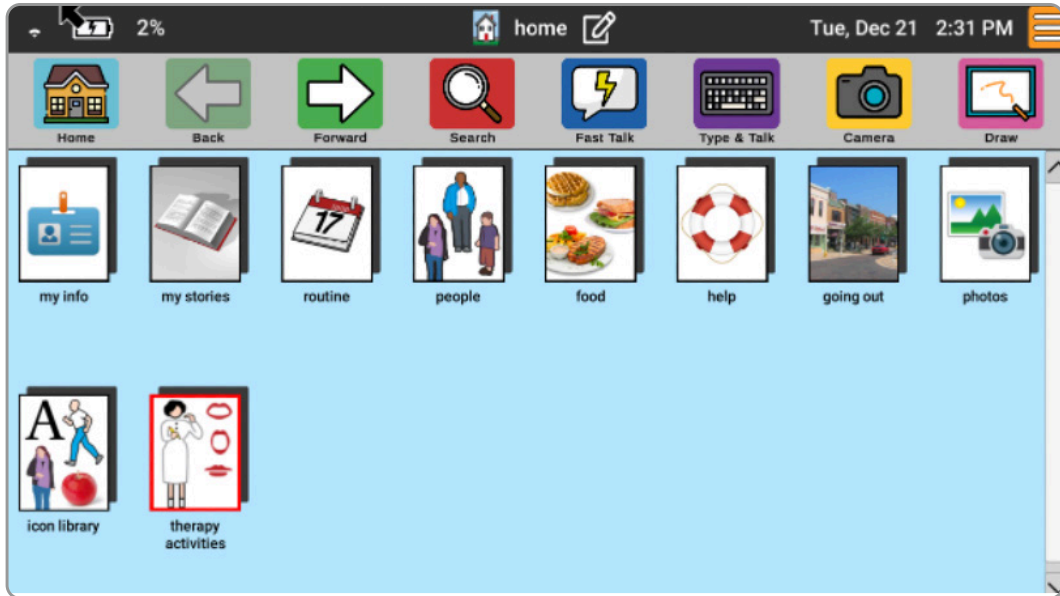 2%
home
Tue, Dec 21 2:31 PM
Home Back Forward Search Fast Talk Type & Talk Camera Draw
17
my info my stories routine people food help going out photos
A
icon library therapy
activities